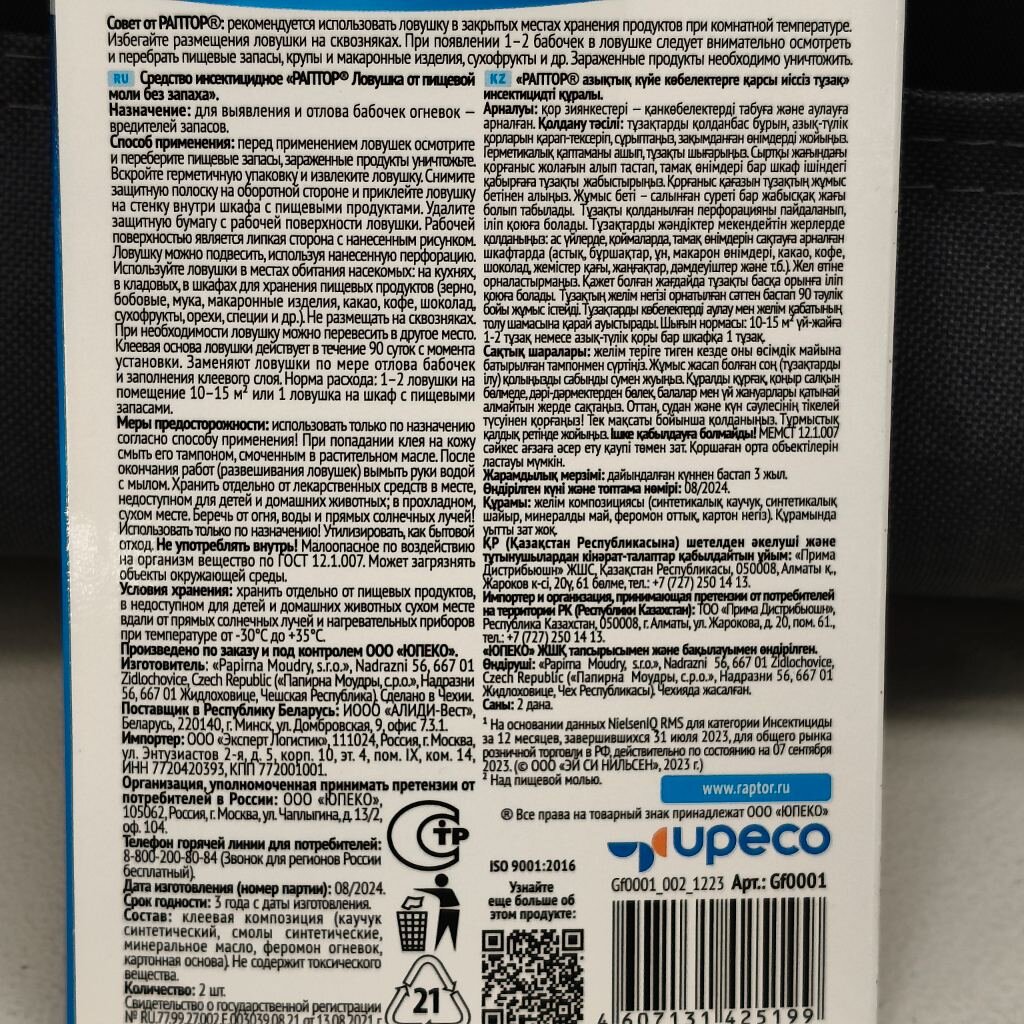 Совет от РАПТОР®: рекомендуется использовать ловушку в закрытых местах хранения продуктов при комнатной температуре.
Избегайте размещения ловушки на сквозняках. При появлении 1–2 бабочек в ловушке следует внимательно осмотреть
и перебрать пищевые запасы, крупы и макаронные изделия, сухофрукты и др. Зараженные продукты необходимо уничтожить.
RU Средство инсектицидное «РАПТОР® Ловушка от пищевой
моли без запаха».
Назначение: для выявления и отлова бабочек огневок —
вредителей запасов.
Способ применения: перед применением ловушек осмотрите
и переберите пищевые запасы, зараженные продукты уничтожьте.
Вскройте герметичную упаковку и извлеките ловушку. Снимите
защитную полоску на оборотной стороне и приклейте ловушку
на стенку внутри шкафа с пищевыми продуктами. Удалите
защитную бумагу с рабочей поверхности ловушки. Рабочей
поверхностью является липкая сторона с нанесенным рисунком.
Ловушку можно подвесить, используя нанесенную перфорацию.
Используйте ловушки в местах обитания насекомых: на кухнях,
в кладовых, в шкафах для хранения пищевых продуктов (зерно,
бобовые, мука, макаронные изделия, какао, кофе, шоколад,
сухофрукты, орехи, специи и др.). Не размещать на сквозняках.
При необходимости ловушку можно перевесить в другое место.
Клеевая основа ловушки действует в течение 90 суток с момента
установки. Заменяют ловушки по мере отлова бабочек
и заполнения клеевого слоя. Норма расхода: 1–2 ловушки на
помещение 10–15 м² или 1 ловушка на шкаф с пищевыми
запасами.
Меры предосторожности: использовать только по назначению
согласно способу применения! При попадании клея на кожу
смыть его тампоном, смоченным в растительном масле. После
окончания работ (развешивания ловушек) вымыть руки водой
с мылом. Хранить отдельно от лекарственных средств в месте,
недоступном для детей и домашних животных; в прохладном,
сухом месте. Беречь от огня, воды и прямых солнечных лучей!
Использовать только по назначению! Утилизировать, как бытовой
отход. Не употреблять внутрь! Малоопасное по воздействию
на организм вещество по ГОСТ 12.1.007. Может загрязнять
объекты окружающей среды.
Условия хранения: хранить отдельно от пищевых продуктов,
в недоступном для детей и домашних животных сухом месте
вдали от прямых солнечных лучей и нагревательных приборов
при температуре от -30°С до +35°С.
Произведено по заказу и под контролем ООО «ЮПЕКО».
Изготовитель: «Papirna Moudry, s.r.o.», Nadrazni 56, 667 01
Zidlochovice, Czech Republic («Папирна Моудры, с.р.о.», Надразни
56, 667 01 Жидлоховице, Чешская Республика). Сделано в Чехии.
Поставщик в Республику Беларусь: ИООО «АЛИДИ-Вест»,
Беларусь, 220140, г. Минск, ул. Домбровская, 9, офис 7.3.1.
Импортер: ООО «Эксперт Логистик», 111024, Россия, г. Москва,
ул. Энтузиастов 2-я, д. 5, корп. 10, эт. 4, пом. IX, ком. 14,
ИНН 7720420393, КПП 772001001.
Организация, уполномоченная принимать претензии от
потребителей в России: ООО «ЮПЕКО»,
105062, Россия, г. Москва, ул. Чаплыгина, д. 13/2,
оф. 104.
Телефон горячей линии для потребителей:
8-800-200-80-84 (Звонок для регионов России
бесплатный).
Дата изготовления (номер партии): 08/2024.
Срок годности: 3 года с даты изготовления.
Состав: клеевая композиция (каучук
синтетический, смолы синтетические,
минеральное масло, феромон огневок,
картонная основа). Не содержит токсического
вещества.
Количество: 2 шт.
Свидетельство о государственной регистрации
№ RU.77.99.27.002.E.003039.08.21 от 13.08.2021 г.
СТР
21
KZ «РАПТОР® азықтық күйе көбелектерге қарсы иіссіз тұзақ»
инсектицидті құралы.
Арналуы: қор зиянкестері — қанкөбелектерді табуға және аулауға
арналған. Қолдану тәсілі: тұзақтарды қолданбас бұрын, азық-түлік
қорларын қарап-тексеріп, сұрыптаңыз, зақымданған өнімдерді жойыңыз.
Герметикалық қаптаманы ашып, тұзақты шығарыңыз. Сыртқы жағындағы
қорғаныс жолағын алып тастап, тамақ өнімдері бар шкаф ішіндегі
қабырғаға тұзақты жабыстырыңыз. Қорғаныс қағазын тұзақтың жұмыс
бетінен алыңыз. Жұмыс беті – салынған суреті бар жабысқақ жағы
болып табылады. Тұзақты қолданылған перфорацияны пайдаланып,
іліп қоюға болады. Тұзақтарды жәндіктер мекендейтін жерлерде
қолданыңыз: ас үйлерде, қоймаларда, тамақ өнімдерін сақтауға арналған
шкафтарда (астық, бұршақтар, ұн, макарон өнімдері, какао, кофе,
шоколад, жемістер қағы, жаңғақтар, дәмдеуіштер және т.б.). Жел өтіне
орналастырмаңыз. Қажет болған жағдайда тұзақты басқа орынға іліп
қоюға болады. Тұзақтың желім негізі орнатылған сәттен бастап 90 тәулік
бойы жұмыс істейді. Тұзақтарды көбелектерді аулау мен желім қабатының
толу шамасына қарай ауыстырады. Шығын нормасы: 10-15 м² үй-жайға
1-2 тұзақ немесе азық-түлік қоры бар шкафқа 1 тұзақ.
Сақтық шаралары: желім теріге тиген кезде оны өсімдік майына
батырылған тампонмен сүртіңіз. Жұмыс жасап болған соң (тұзақтарды
ілу) қолыңызды сабынды сумен жуыңыз. Құралды құрғақ, қоңыр салқын
бөлмеде, дәрі-дәрмектерден бөлек, балалар мен үй жануарлары қатынай
алмайтын жерде сақтаңыз. Оттан, судан және күн сәулесінің тікелей
түсуінен қорғаңыз! Тек мақсаты бойынша қолданыңыз. Тұрмыстық
қалдық ретінде жойыңыз. Ішке қабылдауға болмайды! МЕМСТ 12.1.007
сәйкес ағзаға әсер ету қаупі төмен зат. Қоршаған орта объектілерін
ластауы мүмкін.
Жарамдылық мерзімі: дайындалған күннен бастап 3 жыл.
Өндірілген күні және топтама нөмірі: 08/2024.
Құрамы: желім композициясы (синтетикалық каучук, синтетикалық
шайыр, минералды май, феромон оттық, картон негіз). Құрамында
уытты зат жоқ.
ҚР (Қазақстан Республикасына) шетелден әкелуші және
тұтынушылардан кінәрат-талаптар қабылдайтын ұйым: «Прима
Дистрибьюшн» ЖШС, Қазақстан Республикасы, 050008, Алматы қ.,
Жароков к-сі, 20у, 61 бөлме, тел.: +7 (727) 250 14 13.
Импортер и организация, принимающая претензии от потребителей
на территории РК (Республики Казахстан): ТОО «Прима Дистрибьюшн»,
Республика Казахстан, 050008, г. Алматы, ул. Жарокова, д. 20, пом. 61.,
тел.: +7 (727) 250 14 13.
«ЮПЕКО» ЖШҚ тапсырысымен және бақылауымен өндірілген.
Өндіруші: «Papirna Moudry, s.r.o.», Nadrazni 56, 667 01 Zidlochovice,
Czech Republic («Папирна Моудры, с.р.о.», Надразни 56, 667 01
Жидлоховице, Чех Республикасы). Чехияда жасалған.
Саны: 2 дана.
¹ На основании данных NielsenIQ RMS для категории Инсектициды
за 12 месяцев, завершившихся 31 июля 2023, для общего рынка
розничной торговли в РФ, действительно по состоянию на 07 сентября
2023. (© ООО «ЭЙ СИ НИЛЬСЕН», 2023 г.)
² Над пищевой молью.
www.raptor.ru
® Все права на товарный знак принадлежат ООО «ЮПЕКО»
upeco
ISO 9001:2016
Gf0001_002_1223 Арт.: Gf0001
Узнайте
еще больше об
этом продукте:
4 607131 425199